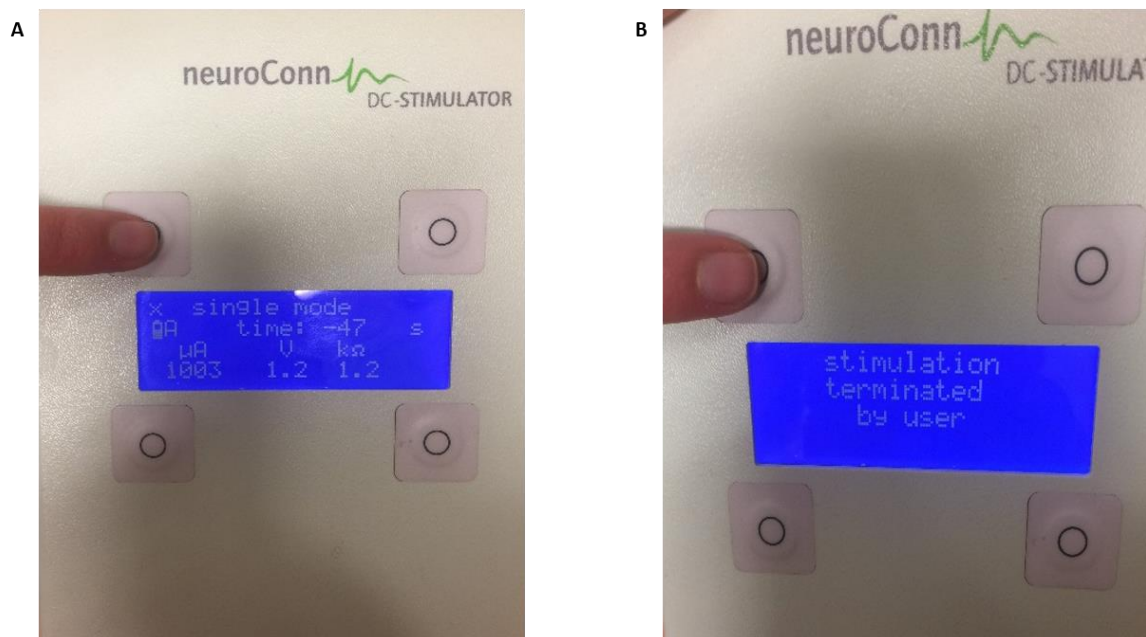 A
neuroConn
DC-STIMULATOR
x single mode
A time: -47 s
µA V kΩ
1003 1.2 1.2
B
neuroConn
DC-STIMULAT
stimulation
terminated
by user